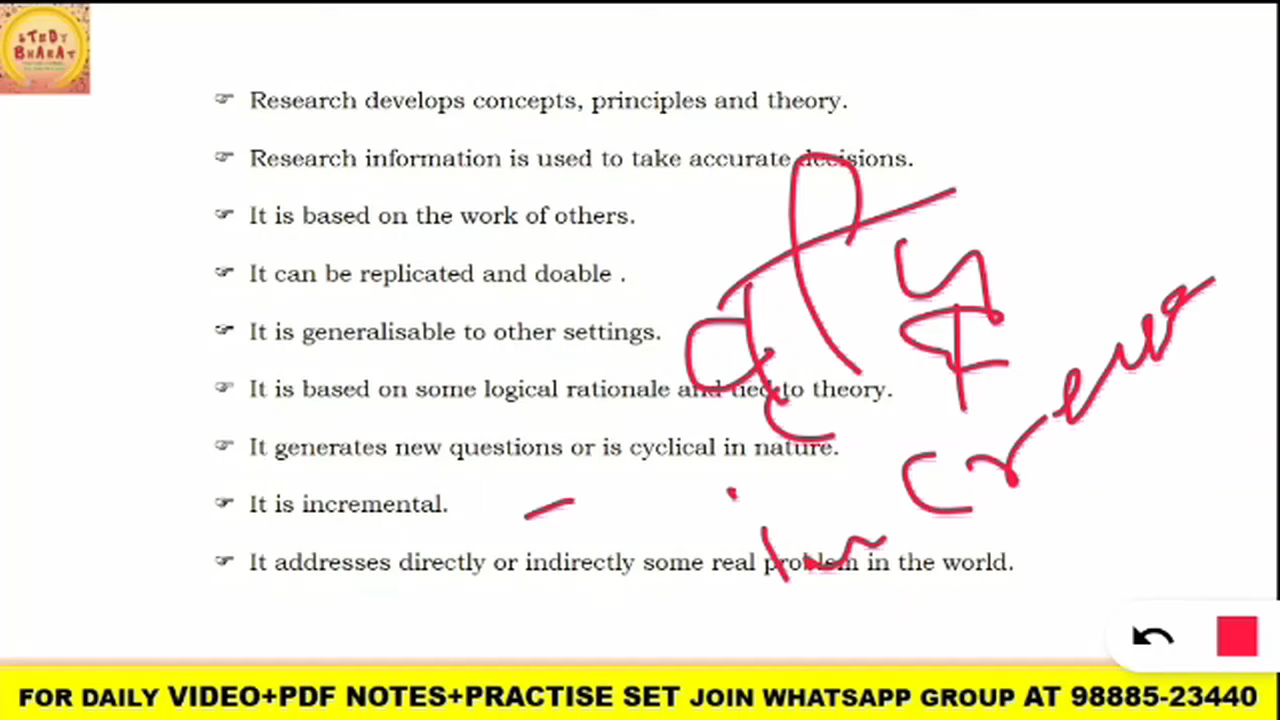 STUDY
BHARAT
☞ Research develops concepts, principles and theory.
☞ Research information is used to take accurate decisions.
☞ It is based on the work of others.
☞ It can be replicated and doable .
☞ It is generalisable to other settings.
☞ It is based on some logical rationale and tied to theory.
☞ It generates new questions or is cyclical in nature.
☞ It is incremental.
☞ It addresses directly or indirectly some real problem in the world.
FOR DAILY VIDEO+PDF NOTES+PRACTISE SET JOIN WHATSAPP GROUP AT 98885-23440